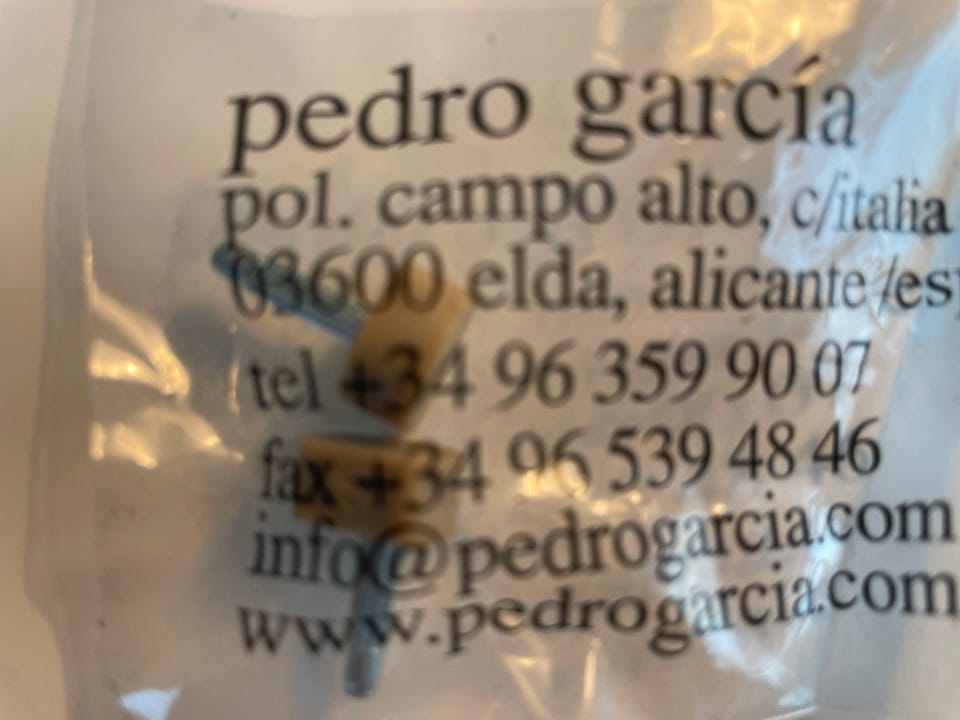 pedro garcía
pol. campo alto, c/italia
03600 elda, alicante/esp
tel +34 96 359 90 07
fax +34 96 539 48 46
info@pedrogarcia.com
www.pedrogarcia.com